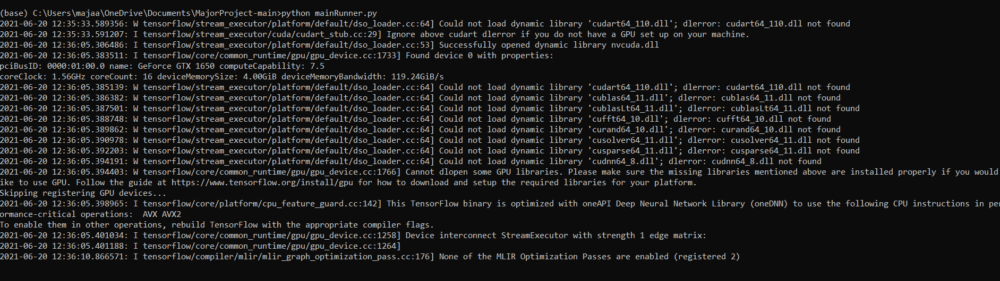 (base) C:\Users\majaa\OneDrive\Documents\MajorProject-main>python mainRunner.py
2021-06-20 12:35:33.589356: W tensorflow/stream_executor/platform/default/dso_loader.cc:64] Could not load dynamic library 'cudart64_110.dll'; dlerror: cudart64_110.dll not found
2021-06-20 12:35:33.591207: I tensorflow/stream_executor/cuda/cudart_stub.cc:29] Ignore above cudart dlerror if you do not have a GPU set up on your machine.
2021-06-20 12:36:05.306486: I tensorflow/stream_executor/platform/default/dso_loader.cc:53] Successfully opened dynamic library nvcuda.dll
2021-06-20 12:36:05.383511: I tensorflow/core/common_runtime/gpu/gpu_device.cc:1733] Found device 0 with properties:
pciBusID: 0000:01:00.0 name: GeForce GTX 1650 computeCapability: 7.5
coreClock: 1.56GHz coreCount: 16 deviceMemorySize: 4.00GiB deviceMemoryBandwidth: 119.24GiB/s
2021-06-20 12:36:05.385139: W tensorflow/stream_executor/platform/default/dso_loader.cc:64] Could not load dynamic library 'cudart64_110.dll'; dlerror: cudart64_110.dll not found
2021-06-20 12:36:05.386382: W tensorflow/stream_executor/platform/default/dso_loader.cc:64] Could not load dynamic library 'cublas64_11.dll'; dlerror: cublas64_11.dll not found
2021-06-20 12:36:05.387501: W tensorflow/stream_executor/platform/default/dso_loader.cc:64] Could not load dynamic library 'cublasLt64_11.dll'; dlerror: cublasLt64_11.dll not found
2021-06-20 12:36:05.388748: W tensorflow/stream_executor/platform/default/dso_loader.cc:64] Could not load dynamic library 'cufft64_10.dll'; dlerror: cufft64_10.dll not found
2021-06-20 12:36:05.389862: W tensorflow/stream_executor/platform/default/dso_loader.cc:64] Could not load dynamic library 'curand64_10.dll'; dlerror: curand64_10.dll not found
2021-06-20 12:36:05.390978: W tensorflow/stream_executor/platform/default/dso_loader.cc:64] Could not load dynamic library 'cusolver64_11.dll'; dlerror: cusolver64_11.dll not found
2021-06-20 12:36:05.392203: W tensorflow/stream_executor/platform/default/dso_loader.cc:64] Could not load dynamic library 'cusparse64_11.dll'; dlerror: cusparse64_11.dll not found
2021-06-20 12:36:05.394191: W tensorflow/stream_executor/platform/default/dso_loader.cc:64] Could not load dynamic library 'cudnn64_8.dll'; dlerror: cudnn64_8.dll not found
2021-06-20 12:36:05.394403: W tensorflow/core/common_runtime/gpu/gpu_device.cc:1766] Cannot dlopen some GPU libraries. Please make sure the missing libraries mentioned above are installed properly if you would
ike to use GPU. Follow the guide at https://www.tensorflow.org/install/gpu for how to download and setup the required libraries for your platform.
Skipping registering GPU devices...
2021-06-20 12:36:05.398965: I tensorflow/core/platform/cpu_feature_guard.cc:142] This TensorFlow binary is optimized with oneAPI Deep Neural Network Library (oneDNN) to use the following CPU instructions in per
ormance-critical operations:  AVX AVX2
To enable them in other operations, rebuild TensorFlow with the appropriate compiler flags.
2021-06-20 12:36:05.401034: I tensorflow/core/common_runtime/gpu/gpu_device.cc:1258] Device interconnect StreamExecutor with strength 1 edge matrix:
2021-06-20 12:36:05.401188: I tensorflow/core/common_runtime/gpu/gpu_device.cc:1264]
2021-06-20 12:36:10.866571: I tensorflow/compiler/mlir/mlir_graph_optimization_pass.cc:176] None of the MLIR Optimization Passes are enabled (registered 2)